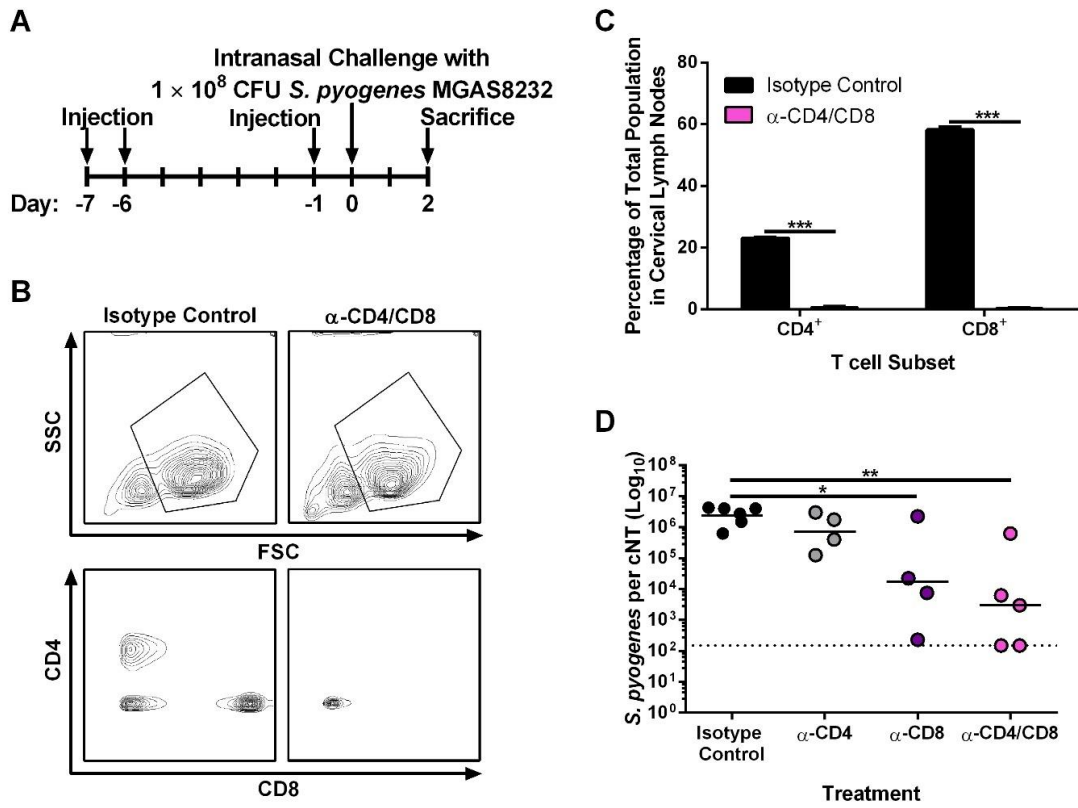 A
Intranasal Challenge with
1 × 10⁸ CFU S. pyogenes MGAS8232
Injection Injection Sacrifice
Day: -7 -6 -1 0 2
B
Isotype Control α-CD4/CD8
SSC
FSC
CD4
CD8
C
Percentage of Total Population
in Cervical Lymph Nodes
80
60
40
20
0
Isotype Control
α-CD4/CD8
***
***
CD4⁺ CD8⁺
T cell Subset
D
S. pyogenes per cNT (Log₁₀)
10⁸
10⁷
10⁶
10⁵
10⁴
10³
10²
10¹
10⁰
**
*
Isotype
Control
α-CD4 α-CD8 α-CD4/CD8
Treatment